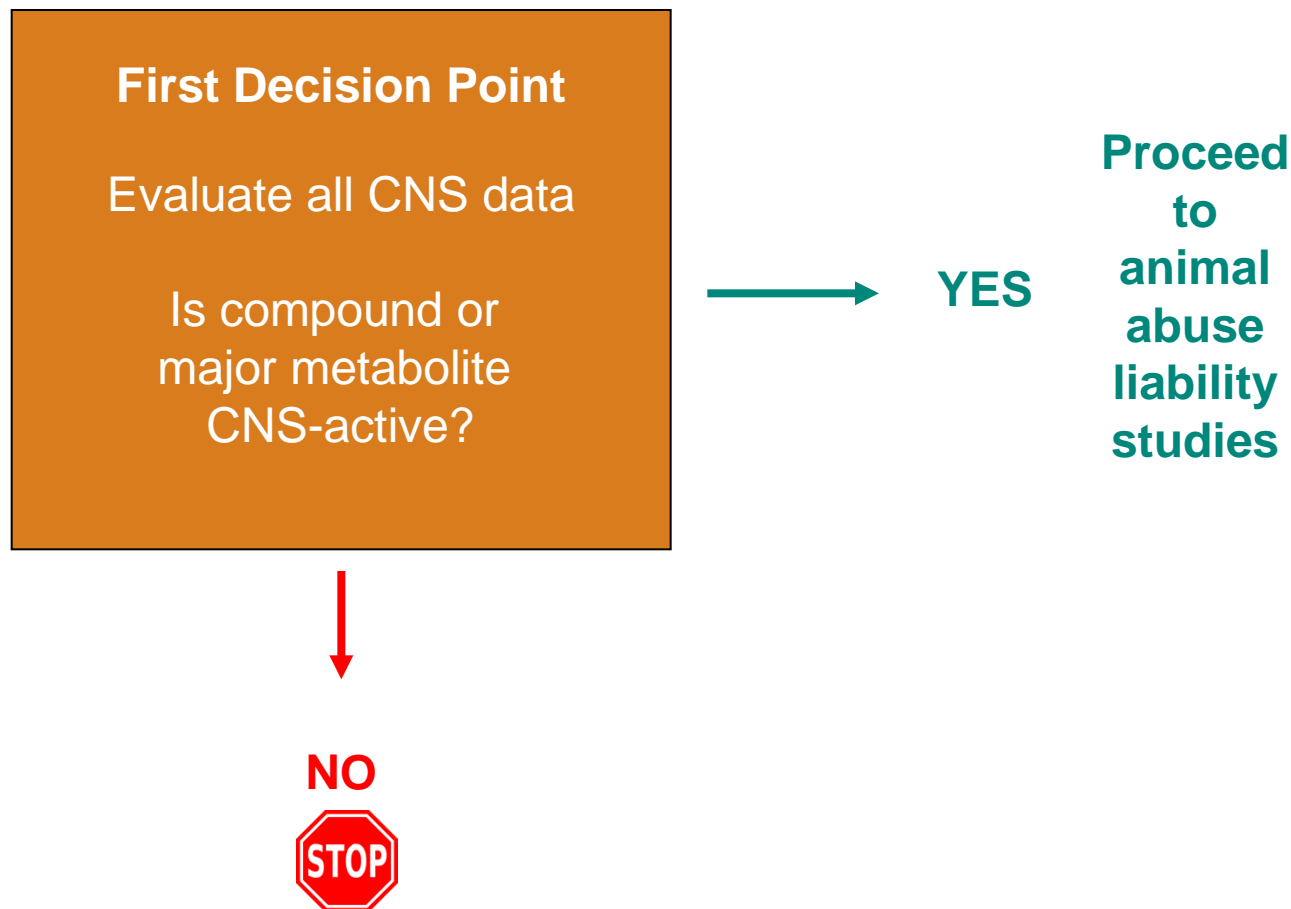 First Decision Point
Evaluate all CNS data
Is compound or
major metabolite
CNS-active?
YES
Proceed
to
animal
abuse
liability
studies
NO
STOP